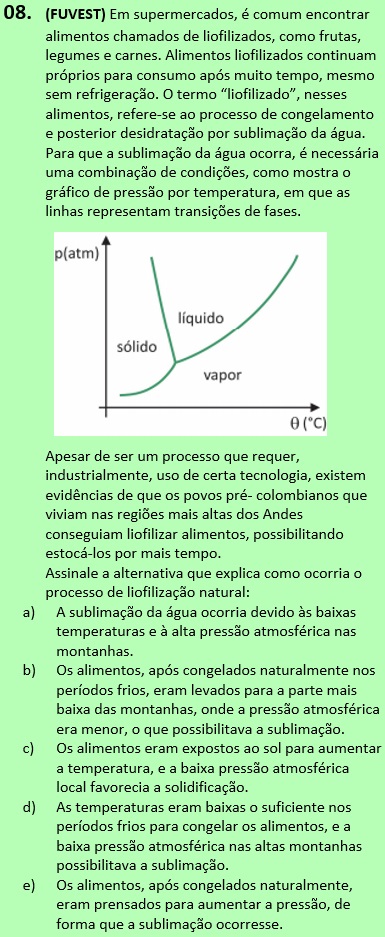 08. (FUVEST) Em supermercados, é comum encontrar
alimentos chamados de liofilizados, como frutas,
legumes e carnes. Alimentos liofilizados continuam
próprios para consumo após muito tempo, mesmo
sem refrigeração. O termo “liofilizado”, nesses
alimentos, refere-se ao processo de congelamento
e posterior desidratação por sublimação da água.
Para que a sublimação da água ocorra, é necessária
uma combinação de condições, como mostra o
gráfico de pressão por temperatura, em que as
linhas representam transições de fases.
p(atm)
líquido
sólido
vapor
θ (°C)
Apesar de ser um processo que requer,
industrialmente, uso de certa tecnologia, existem
evidências de que os povos pré- colombianos que
viviam nas regiões mais altas dos Andes
conseguiam liofilizar alimentos, possibilitando
estocá-los por mais tempo.
Assinale a alternativa que explica como ocorria o
processo de liofilização natural:
a) A sublimação da água ocorria devido às baixas
temperaturas e à alta pressão atmosférica nas
montanhas.
b) Os alimentos, após congelados naturalmente nos
períodos frios, eram levados para a parte mais
baixa das montanhas, onde a pressão atmosférica
era menor, o que possibilitava a sublimação.
c) Os alimentos eram expostos ao sol para aumentar
a temperatura, e a baixa pressão atmosférica
local favorecia a solidificação.
d) As temperaturas eram baixas o suficiente nos
períodos frios para congelar os alimentos, e a
baixa pressão atmosférica nas altas montanhas
possibilitava a sublimação.
e) Os alimentos, após congelados naturalmente,
eram prensados para aumentar a pressão, de
forma que a sublimação ocorresse.